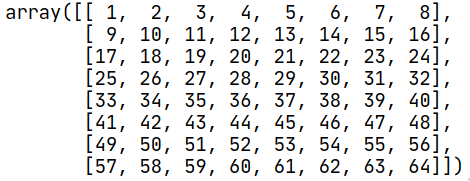 array([[ 1,  2,  3,  4,  5,  6,  7,  8],
       [ 9, 10, 11, 12, 13, 14, 15, 16],
       [17, 18, 19, 20, 21, 22, 23, 24],
       [25, 26, 27, 28, 29, 30, 31, 32],
       [33, 34, 35, 36, 37, 38, 39, 40],
       [41, 42, 43, 44, 45, 46, 47, 48],
       [49, 50, 51, 52, 53, 54, 55, 56],
       [57, 58, 59, 60, 61, 62, 63, 64]])